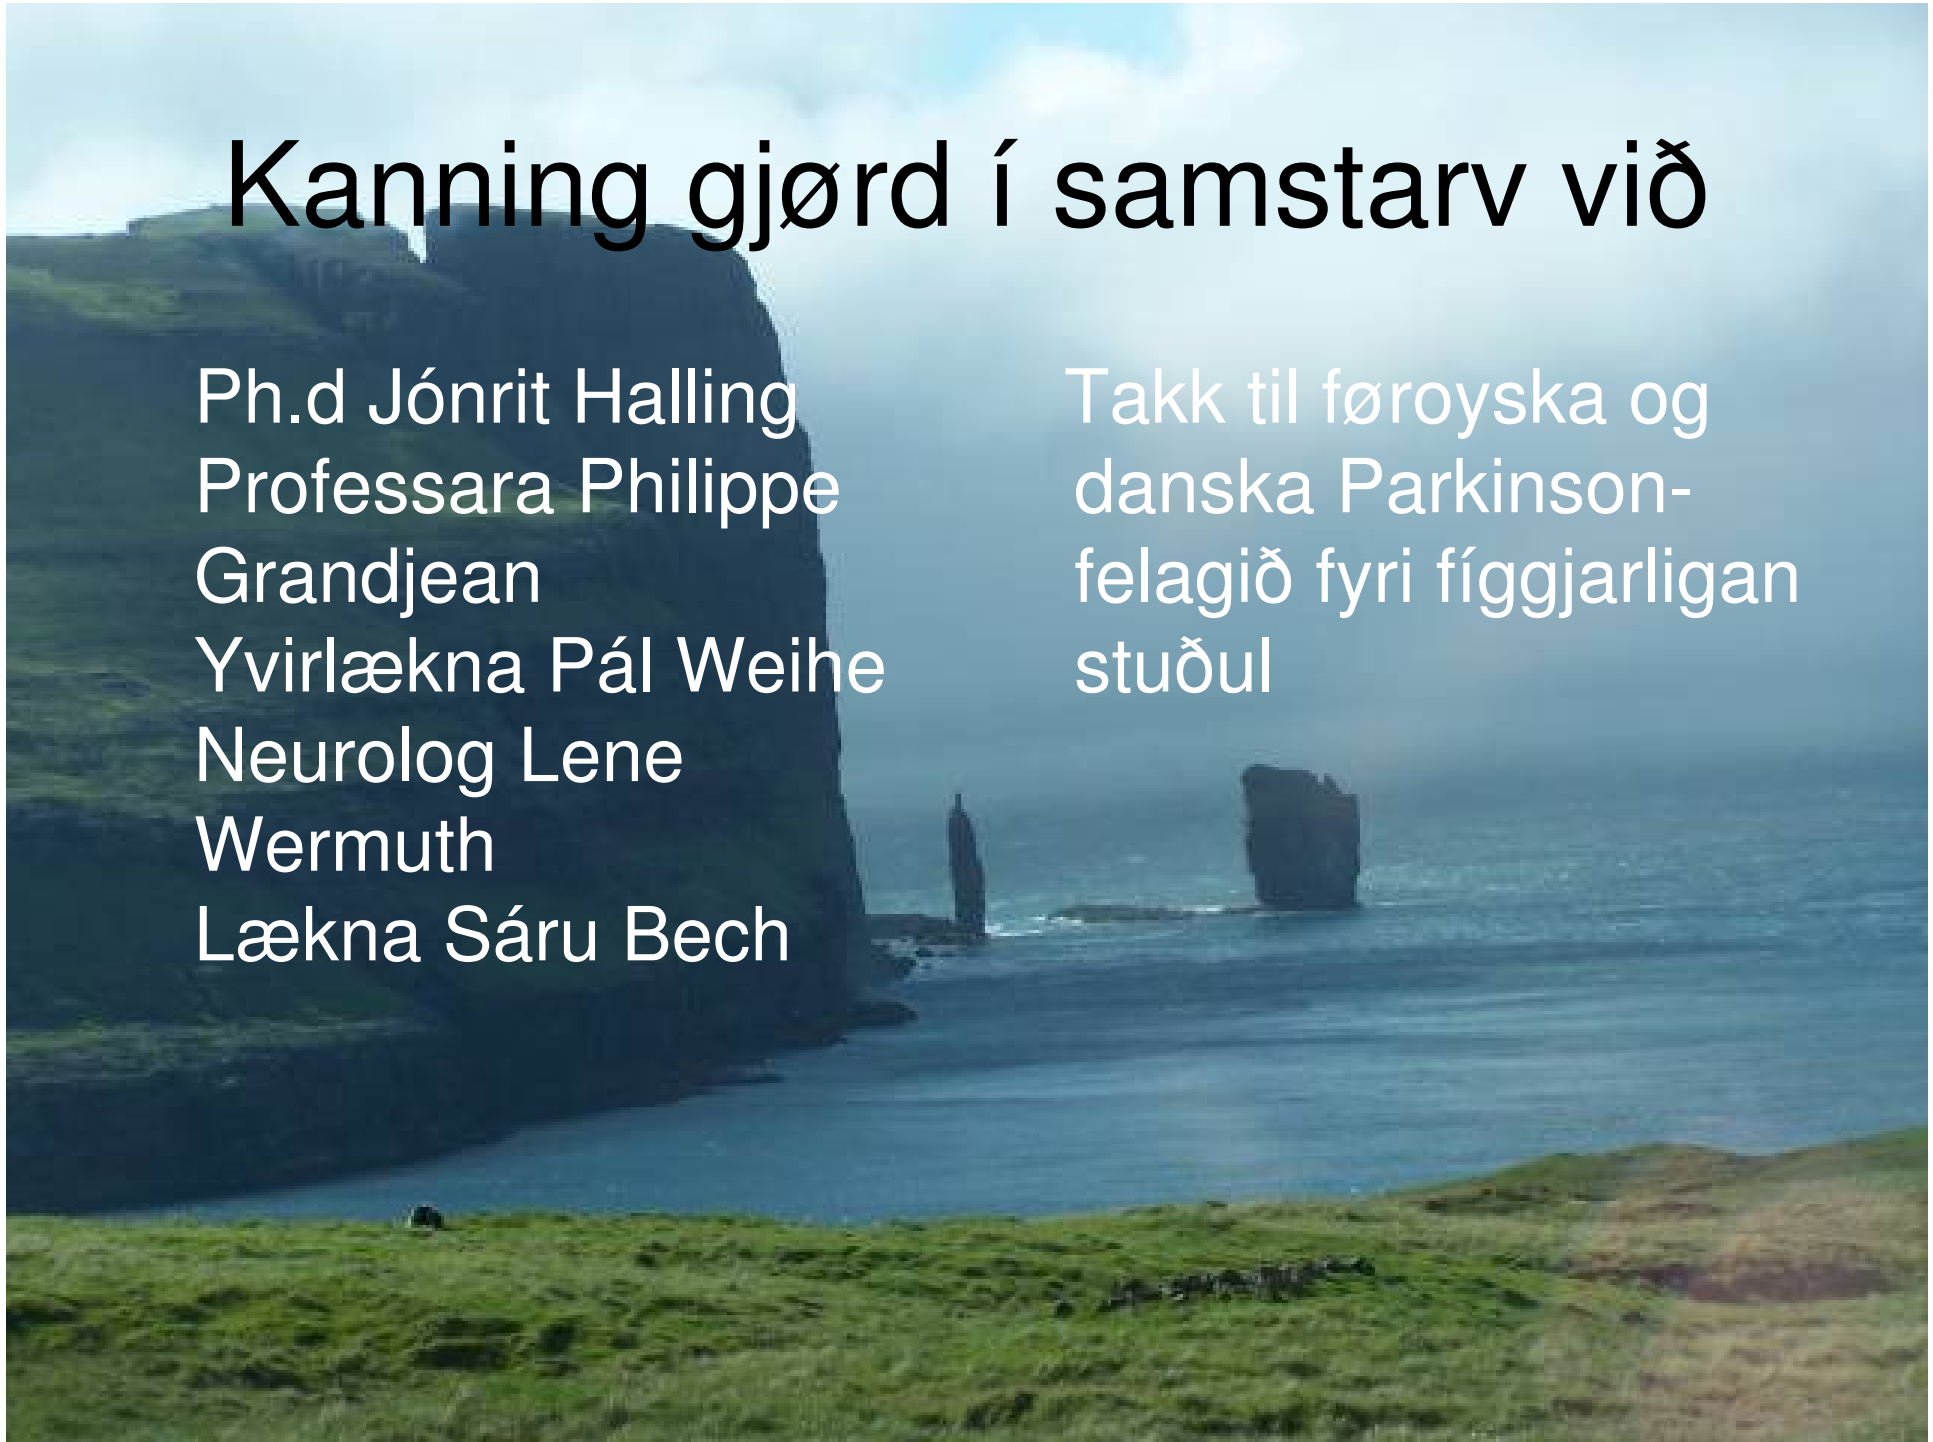 Kanning gjørd í samstarv við
Ph.d Jónrit Halling
Professara Philippe
Grandjean
Yvirlækna Pál Weihe
Neurolog Lene
Wermuth
Lækna Sáru Bech
Takk til føroyska og
danska Parkinson-
felagið fyri fíggjarligan
stuðul